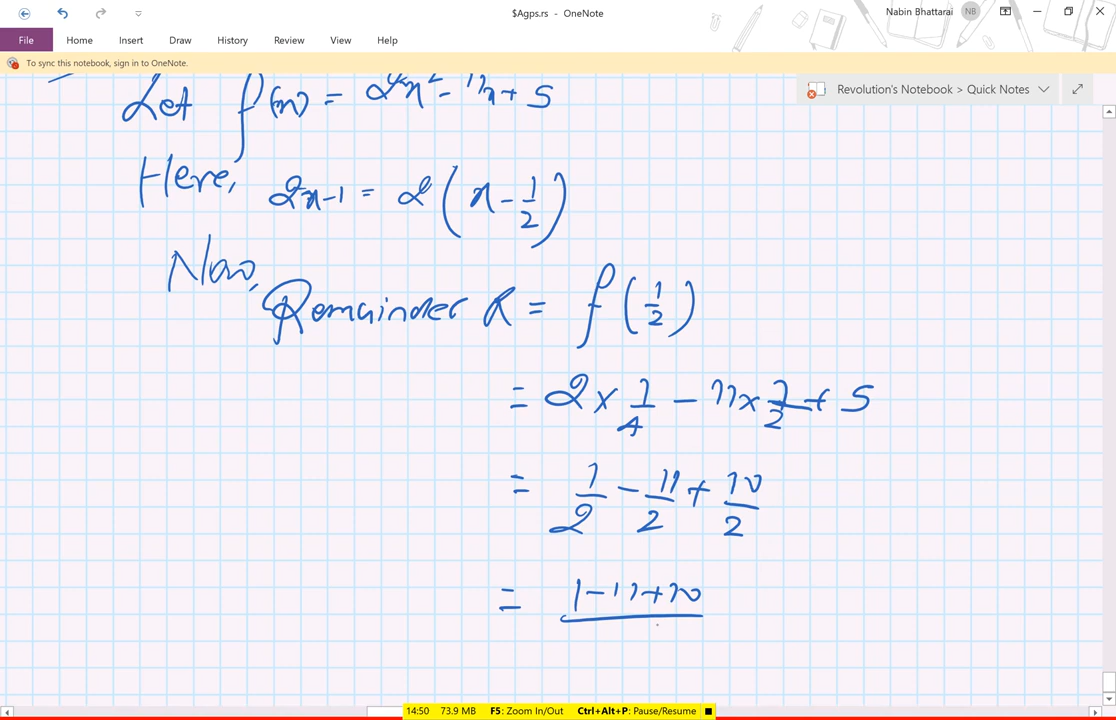 $Agps.rs - OneNote
Nabin Bhattarai NB
File Home Insert Draw History Review View Help
To sync this notebook, sign in to OneNote.
Revolution's Notebook > Quick Notes
Let f(x) = 2x² - 11x + 5
Here, 2x-1 = 2(x - 1/2)
Now,
Remainder R = f(1/2)
= 2 × 1/4 - 11 × 1/2 + 5
= 1/2 - 11/2 + 10/2
= 1-11+10
14:50 73.9 MB F5: Zoom In/Out Ctrl+Alt+P: Pause/Resume